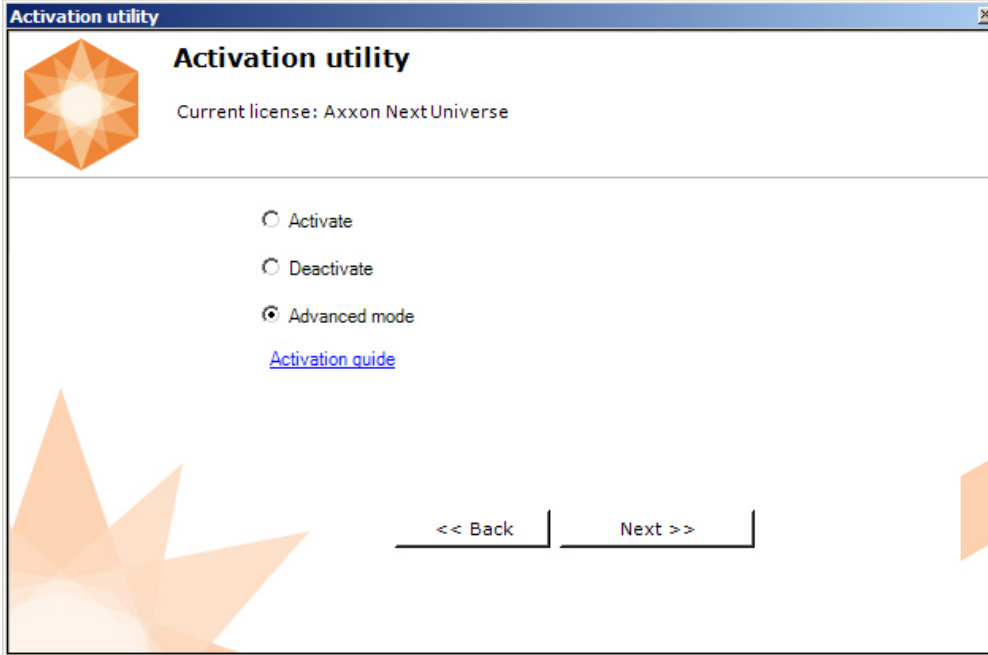 Activation utility
Activation utility
Current license: Axxon Next Universe
Activate
Deactivate
Advanced mode
Activation guide
<< Back
Next >>